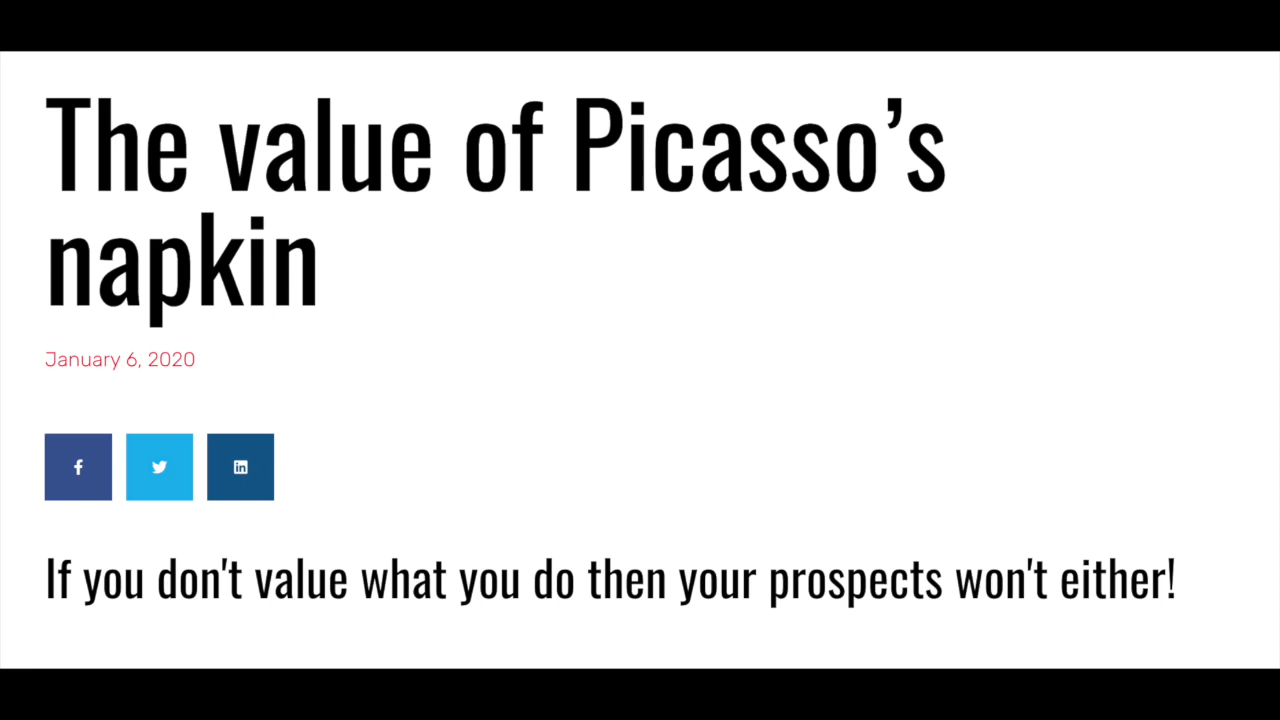 The value of Picasso’s
napkin
January 6, 2020
If you don't value what you do then your prospects won't either!